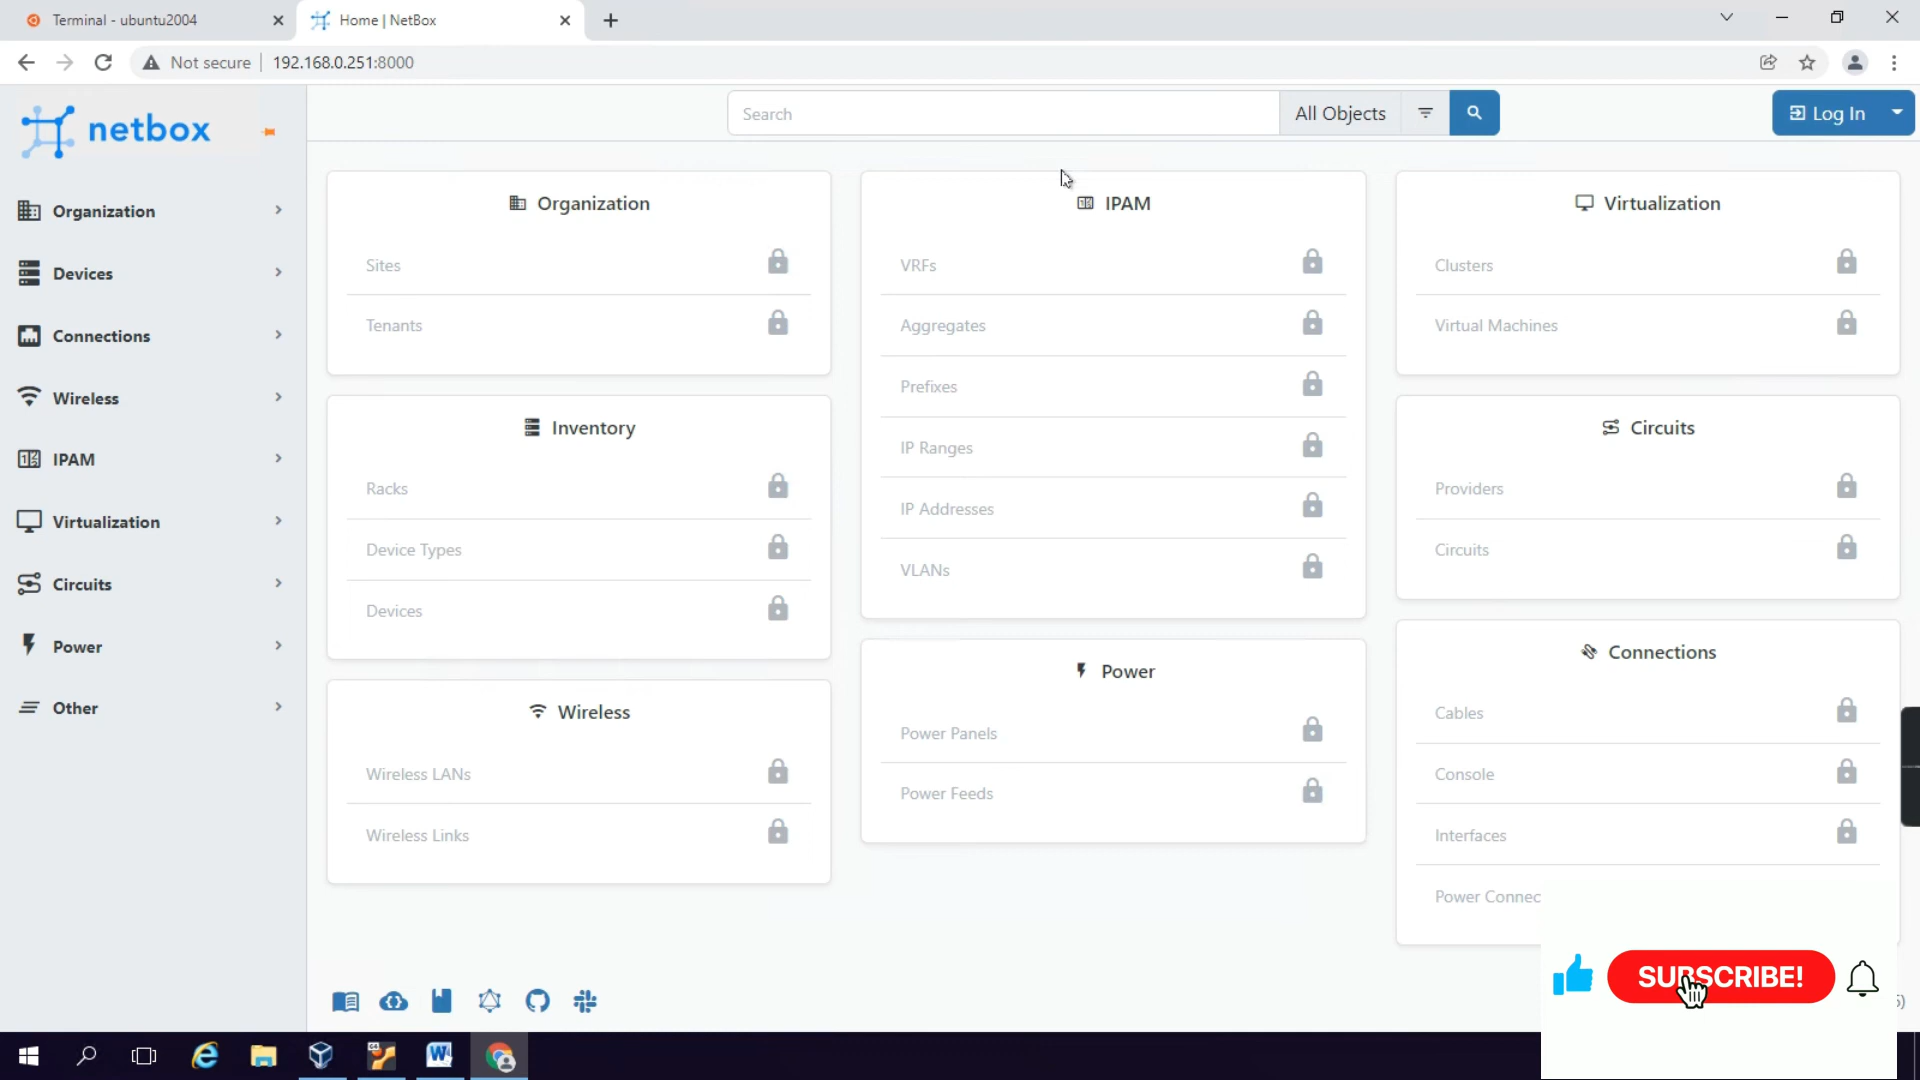 Terminal - ubuntu2004
Home | NetBox
Not secure
192.168.0.251:8000
netbox
Search
All Objects
Log In
Organization
Devices
Connections
Wireless
IPAM
Virtualization
Circuits
Power
Other
Organization
Sites
Tenants
Inventory
Racks
Device Types
Devices
Wireless
Wireless LANs
Wireless Links
IPAM
VRFs
Aggregates
Prefixes
IP Ranges
IP Addresses
VLANs
Power
Power Panels
Power Feeds
Virtualization
Clusters
Virtual Machines
Circuits
Providers
Circuits
Connections
Cables
Console
Interfaces
Power Connec
SUBSCRIBE!